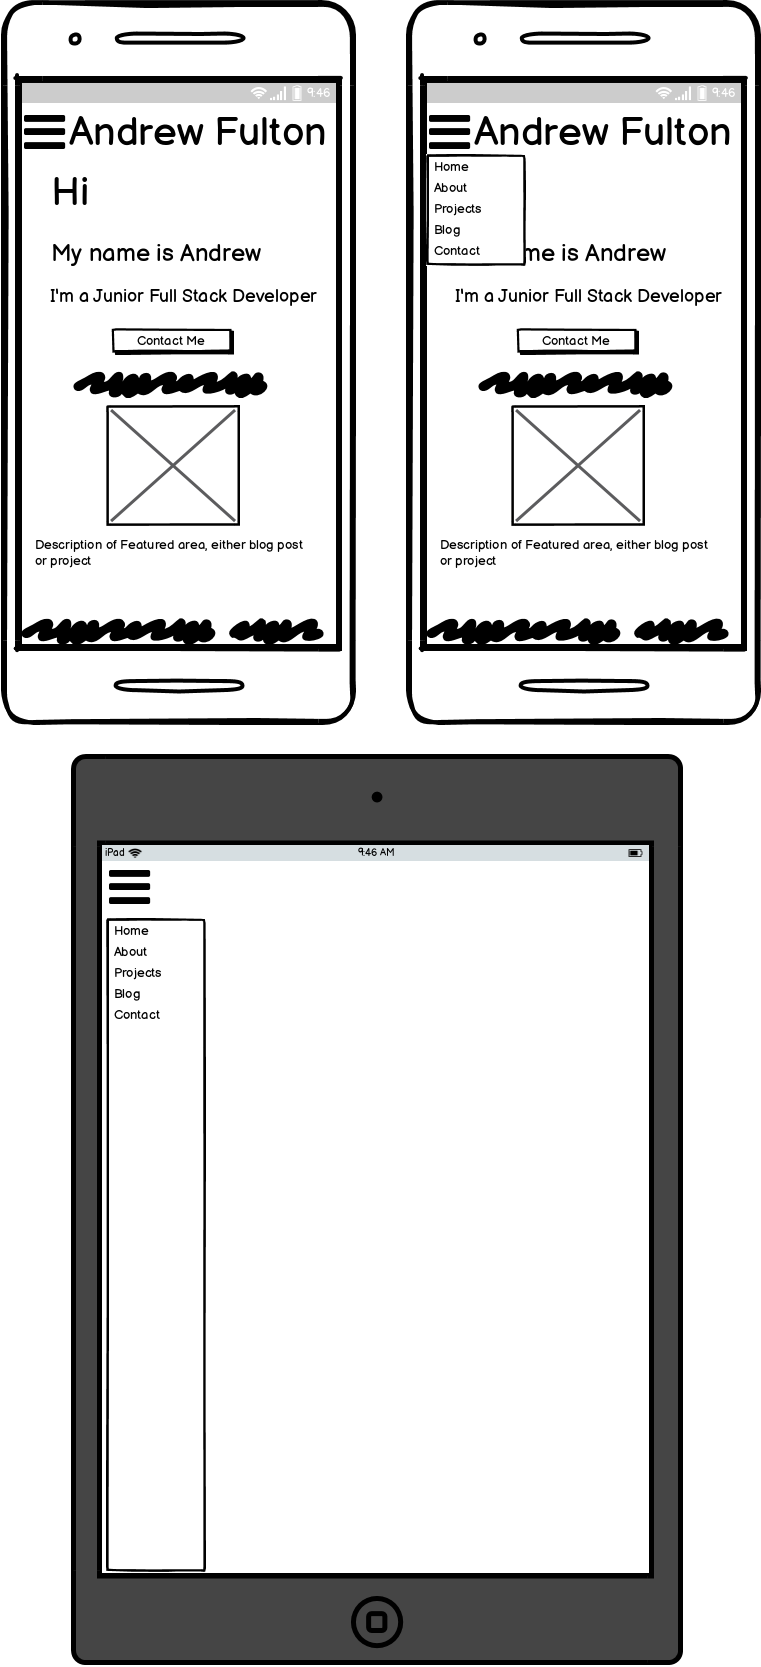 9:46
Andrew Fulton
Hi
My name is Andrew
I'm a Junior Full Stack Developer
Contact Me
Description of Featured area, either blog post
or project
9:46
Andrew Fulton
Home
About
Projects
Blog
Contact
me is Andrew
I'm a Junior Full Stack Developer
Contact Me
Description of Featured area, either blog post
or project
iPad 9:46 AM
Home
About
Projects
Blog
Contact